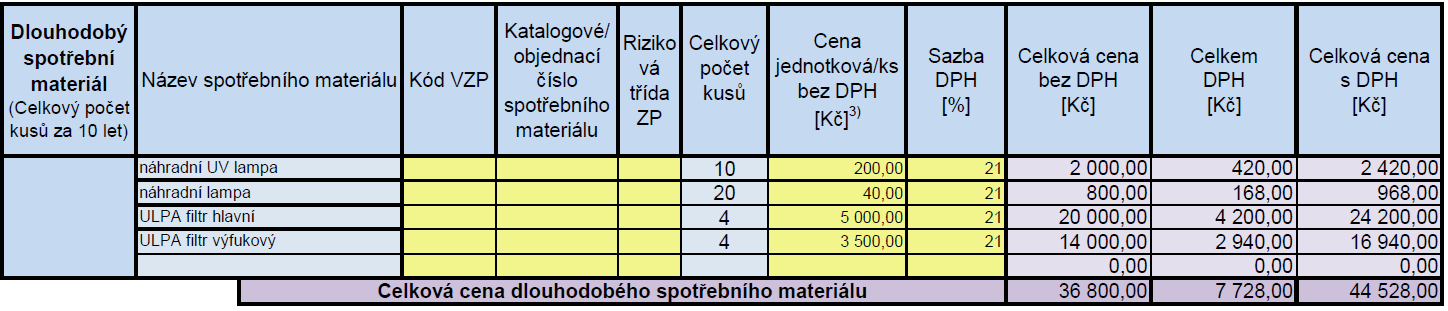 Dlouhodobý
spotřební
materiál
(Celkový počet
kusů za 10 let)
Název spotřebního materiálu
Kód VZP
Katalogové/
objednací
číslo
spotřebního
materiálu
Riziko
vá
třída
ZP
Celkový
počet
kusů
Cena
jednotková/ks
bez DPH
[Kč]3)
Sazba
DPH
[%]
Celková cena
bez DPH
[Kč]
Celkem
DPH
[Kč]
Celková cena
s DPH
[Kč]
náhradní UV lampa 10 200,00 21 2 000,00 420,00 2 420,00
náhradní lampa 20 40,00 21 800,00 168,00 968,00
ULPA filtr hlavní 4 5 000,00 21 20 000,00 4 200,00 24 200,00
ULPA filtr výfukový 4 3 500,00 21 14 000,00 2 940,00 16 940,00
0,00 0,00 0,00
Celková cena dlouhodobého spotřebního materiálu 36 800,00 7 728,00 44 528,00